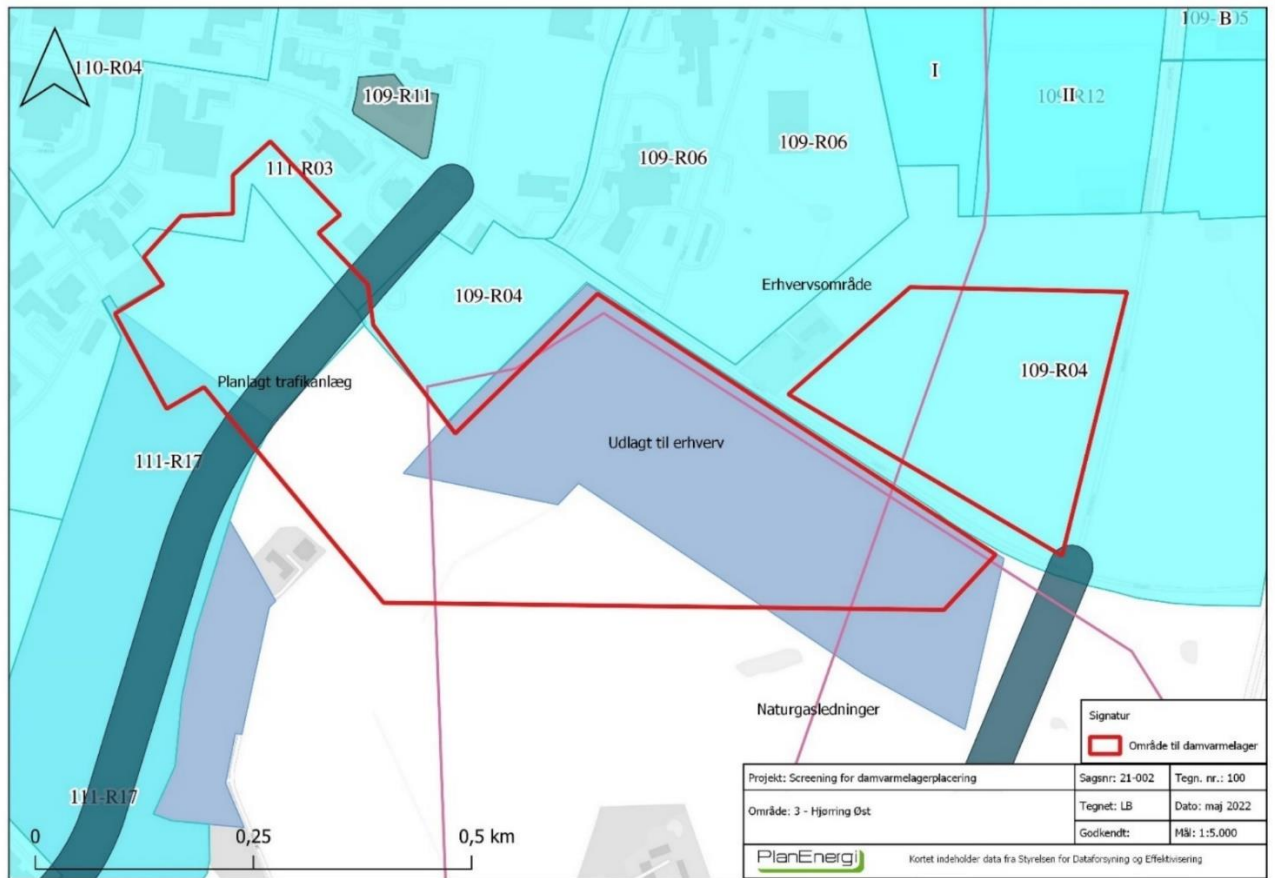 109-R05
B
110-R04
I
109-R12
II
109-R11
109-R06
109-R06
111-R03
Erhvervsområde
109-R04
109-R04
Planlagt trafikanlæg
Udlagt til erhverv
111-R17
Naturgasledninger
111-R17
0
0,25
0,5 km
Signatur
Område til damvarmelager
Projekt: Screening for damvarmelagerplacering
Sagsnr: 21-002
Tegn. nr.: 100
Område: 3 - Hjørring Øst
Tegnet: LB
Dato: maj 2022
Godkendt:
Mål: 1:5.000
PlanEnergi
Kortet indeholder data fra Styrelsen for Dataforsyning og Effektivisering